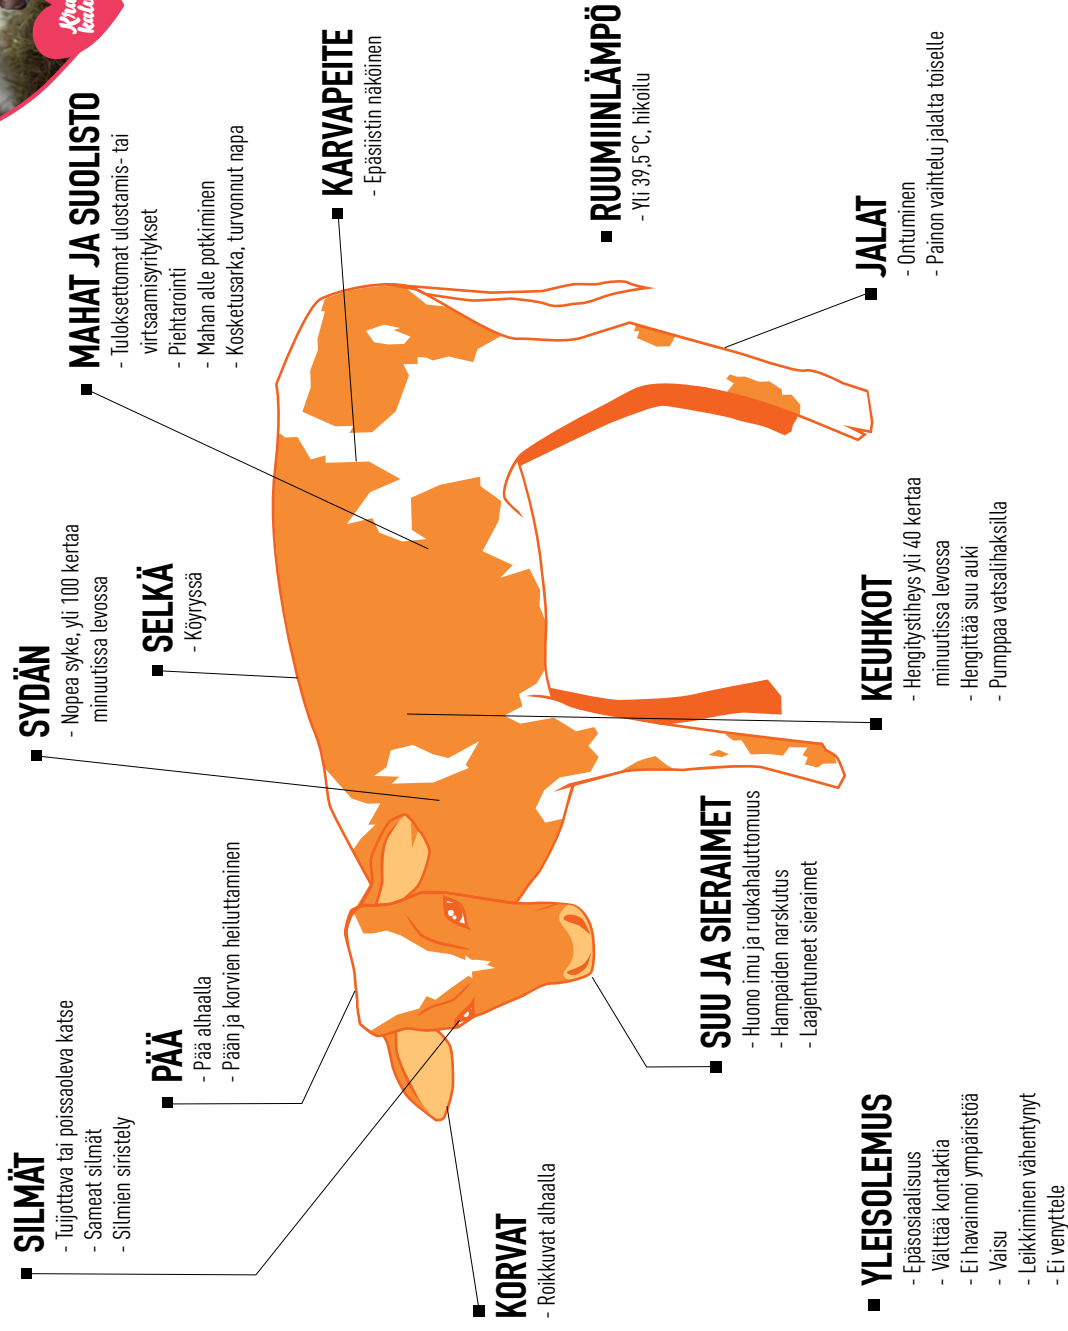 SILMÄT
- Tuijottava tai poissaoleva katse
- Sameat silmät
- Silmien siristely
PÄÄ
- Pää alhaalla
- Pään ja korvien heiluttaminen
SYDÄN
- Nopea syke, yli 100 kertaa
minuutissa levossa
SELKÄ
- Köyryssä
MAHAT JA SUOLISTO
- Tuloksettomat ulostamis- tai
virtsaamisyritykset
- Piehtarointi
- Mahan alle potkiminen
- Kosketusarka, turvonnut napa
KARVAPEITE
- Epäsiistin näköinen
RUUMIINLÄMPÖ
- Yli 39,5°C, hikoilu
JALAT
- Ontuminen
- Painon vaihtelu jalalta toiselle
KEUHKOT
- Hengitystiheys yli 40 kertaa
minuutissa levossa
- Hengittää suu auki
- Pumppaa vatsalihaksilla
SUU JA SIERAIMET
- Huono imu ja ruokahaluttomuus
- Hampaiden narskutus
- Laajentuneet sieraimet
KORVAT
- Roikkuvat alhaalla
YLEISOLEMUS
- Epäsosiaalisuus
- Välttää kontaktia
- Ei havainnoi ympäristöä
- Vaisu
- Leikkiminen vähentynyt
- Ei venyttele